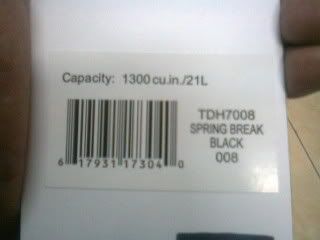 Capacity: 1300 cu.in./21L
TDH7008
SPRING BREAK
BLACK
008
6 17931 17304 0